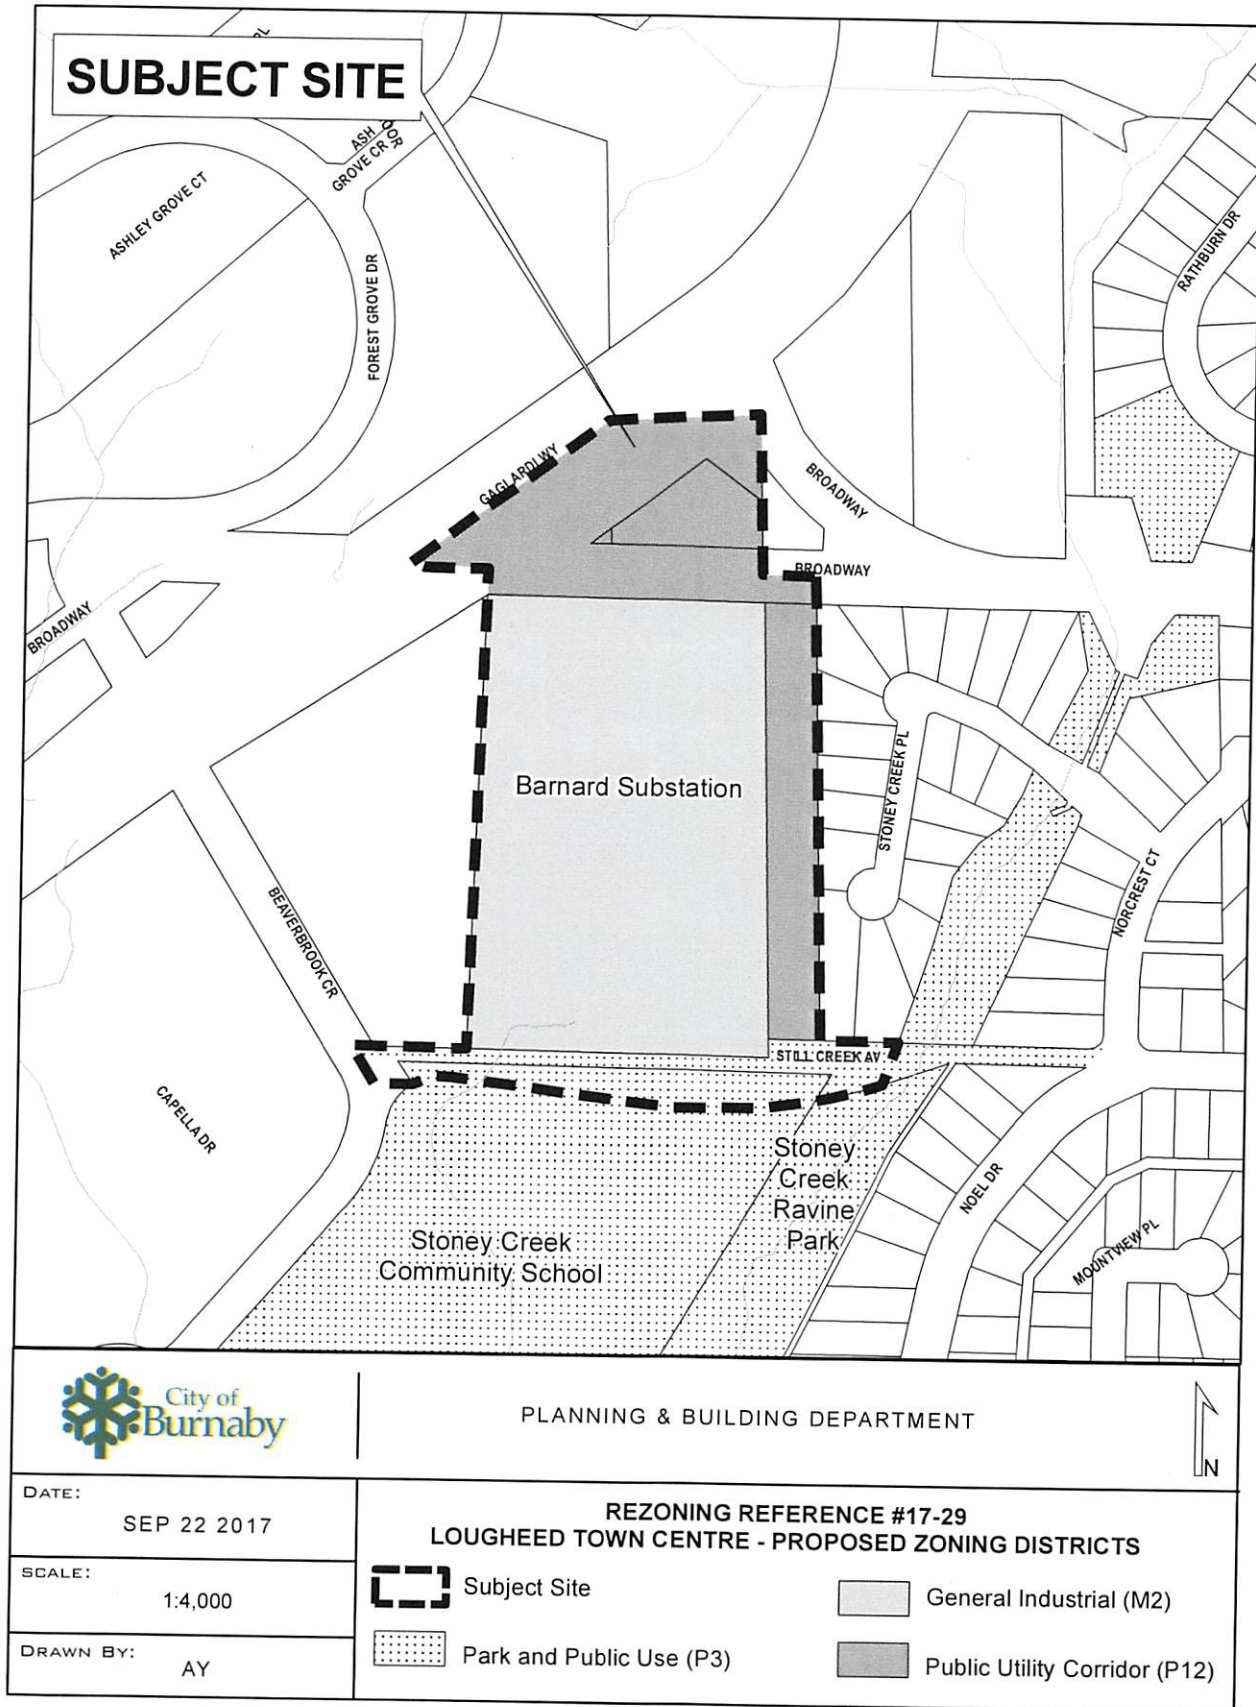 SUBJECT SITE
PL
ASH
GROVE CR
ASHLEY GROVE CT
FOREST GROVE DR
RATHBURN DR
GAGLARDI WY
BROADWAY
BROADWAY
BROADWAY
Barnard Substation
STONEY CREEK PL
NORCREST CT
BEAVERBROOK CR
STILL CREEK AV
CAPELLA DR
Stoney
Creek
Ravine
Park
NOEL DR
MOUNTVIEW PL
Stoney Creek
Community School
City of
Burnaby
PLANNING & BUILDING DEPARTMENT
N
DATE:
SEP 22 2017
SCALE:
1:4,000
DRAWN BY:
AY
REZONING REFERENCE #17-29
LOUGHEED TOWN CENTRE - PROPOSED ZONING DISTRICTS
Subject Site
General Industrial (M2)
Park and Public Use (P3)
Public Utility Corridor (P12)